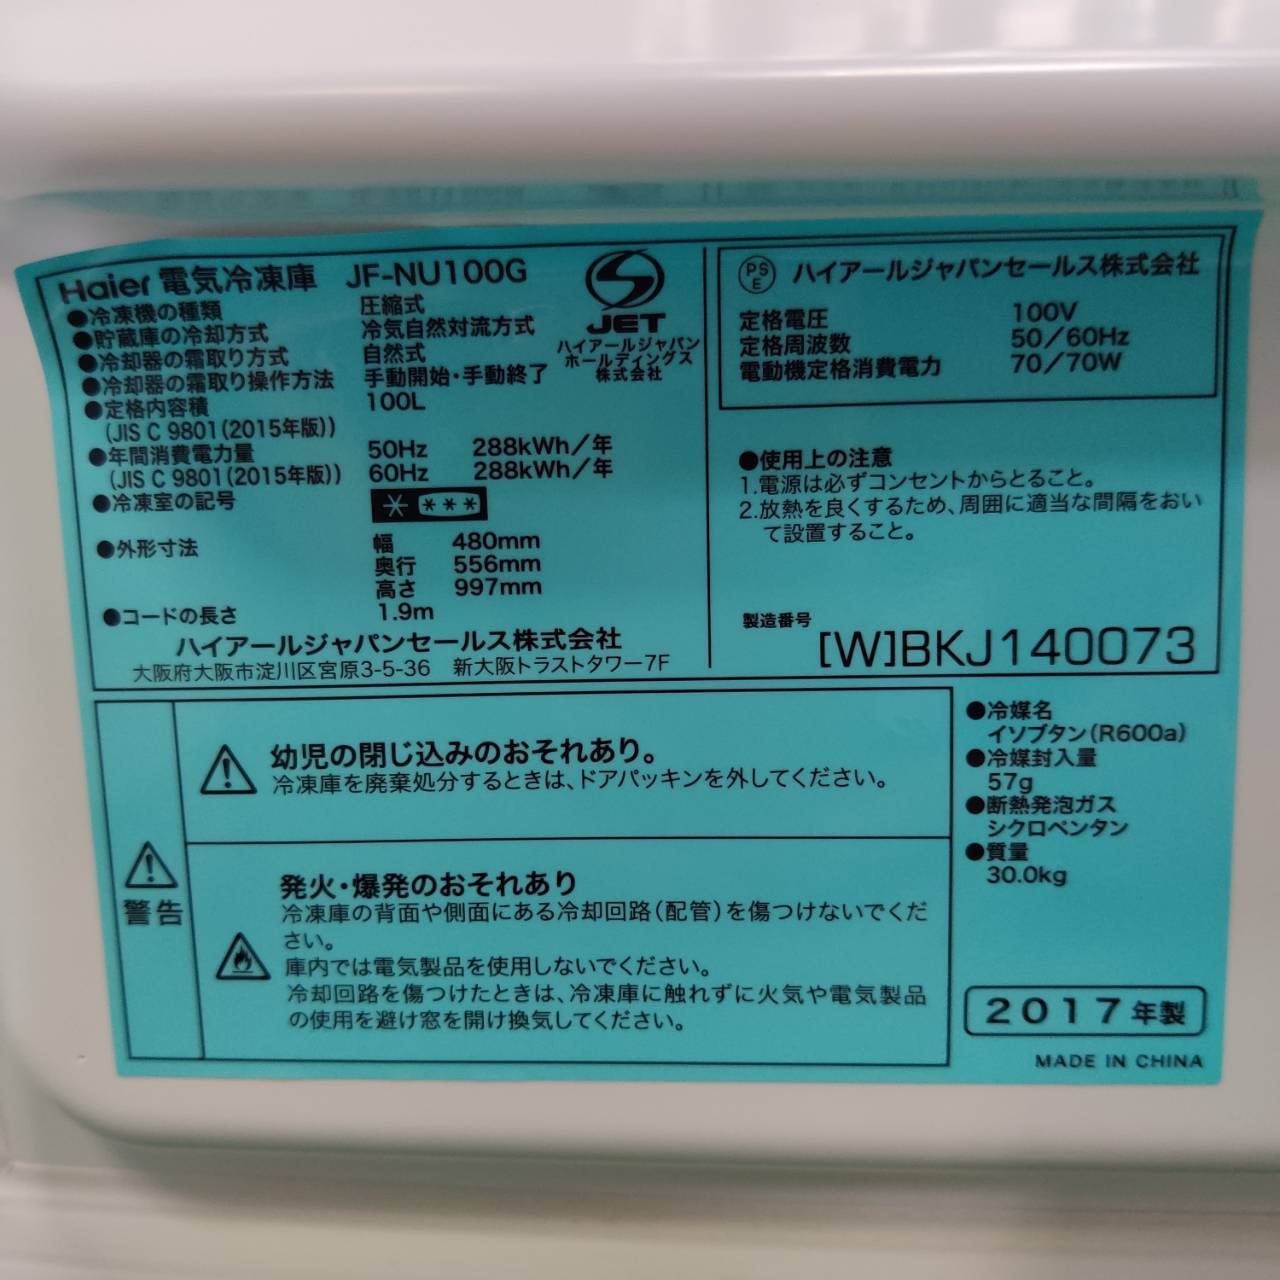 Haier 電気冷凍庫 JF-NU100G
●冷凍機の種類 圧縮式
●貯蔵庫の冷却方式 冷気自然対流方式
●冷却器の霜取り方式 自然式
●冷却器の霜取り操作方法 手動開始・手動終了
●定格内容積 100L
(JIS C 9801(2015年版))
●年間消費電力量 50Hz 288kWh／年
(JIS C 9801(2015年版)) 60Hz 288kWh／年
●冷凍室の記号 * ***
●外形寸法 幅 480mm
奥行 556mm
高さ 997mm
●コードの長さ 1.9m
ハイアールジャパンセールス株式会社
大阪府大阪市淀川区宮原3-5-36 新大阪トラストタワー7F
JET
ハイアールジャパン
ホールディングス
株式会社
PS
E ハイアールジャパンセールス株式会社
定格電圧 100V
定格周波数 50／60Hz
電動機定格消費電力 70／70W
●使用上の注意
1.電源は必ずコンセントからとること。
2.放熱を良くするため、周囲に適当な間隔をおい
て設置すること。
製造番号 [W]BKJ140073
警告
幼児の閉じ込みのおそれあり。
冷凍庫を廃棄処分するときは、ドアパッキンを外してください。
発火・爆発のおそれあり
冷凍庫の背面や側面にある冷却回路(配管)を傷つけないでくだ
さい。
庫内では電気製品を使用しないでください。
冷却回路を傷つけたときは、冷凍庫に触れずに火気や電気製品
の使用を避け窓を開け換気してください。
●冷媒名
イソブタン(R600a)
●冷媒封入量
57g
●断熱発泡ガス
シクロペンタン
●質量
30.0kg
2017年製
MADE IN CHINA